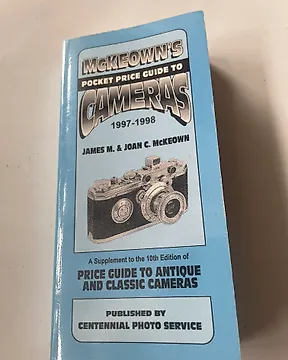 McKEOWN'S
POCKET PRICE GUIDE TO
CAMERAS
1997-1998
JAMES M. & JOAN C. McKEOWN
A Supplement to the 10th Edition of
PRICE GUIDE TO ANTIQUE
AND CLASSIC CAMERAS
PUBLISHED BY
CENTENNIAL PHOTO SERVICE